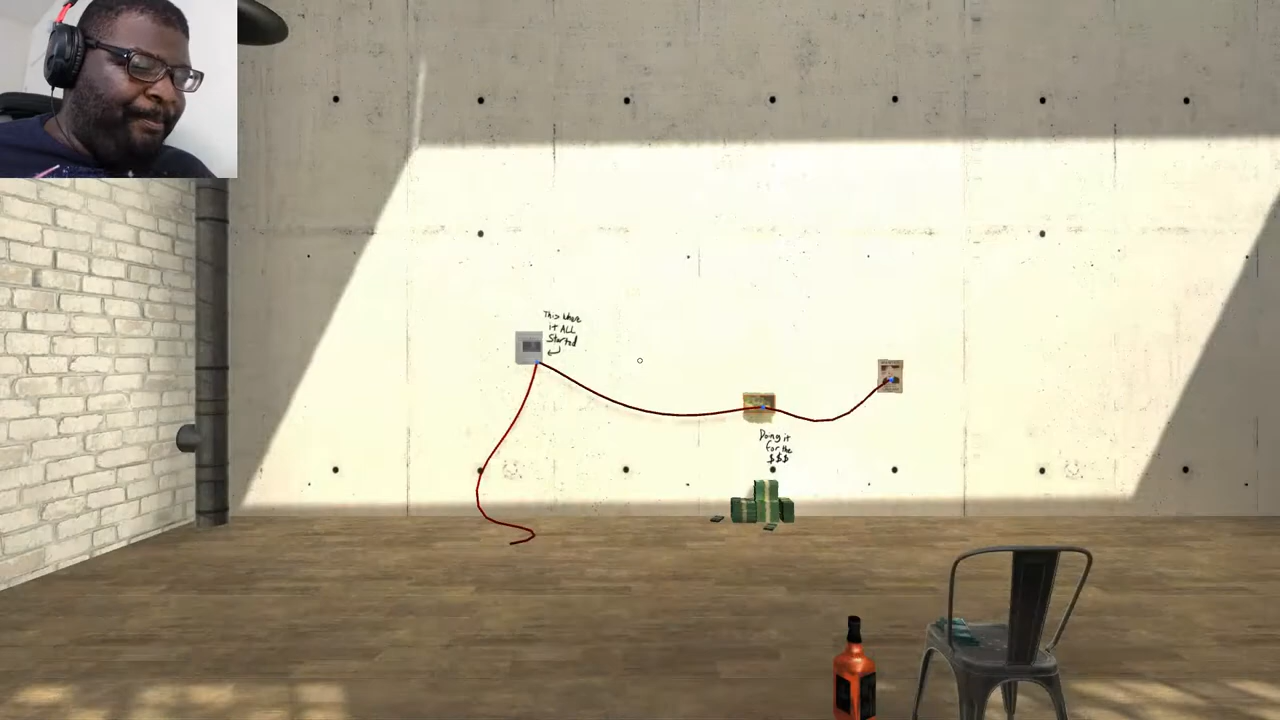 This where
it ALL
Started
Doing it
for the
$$$